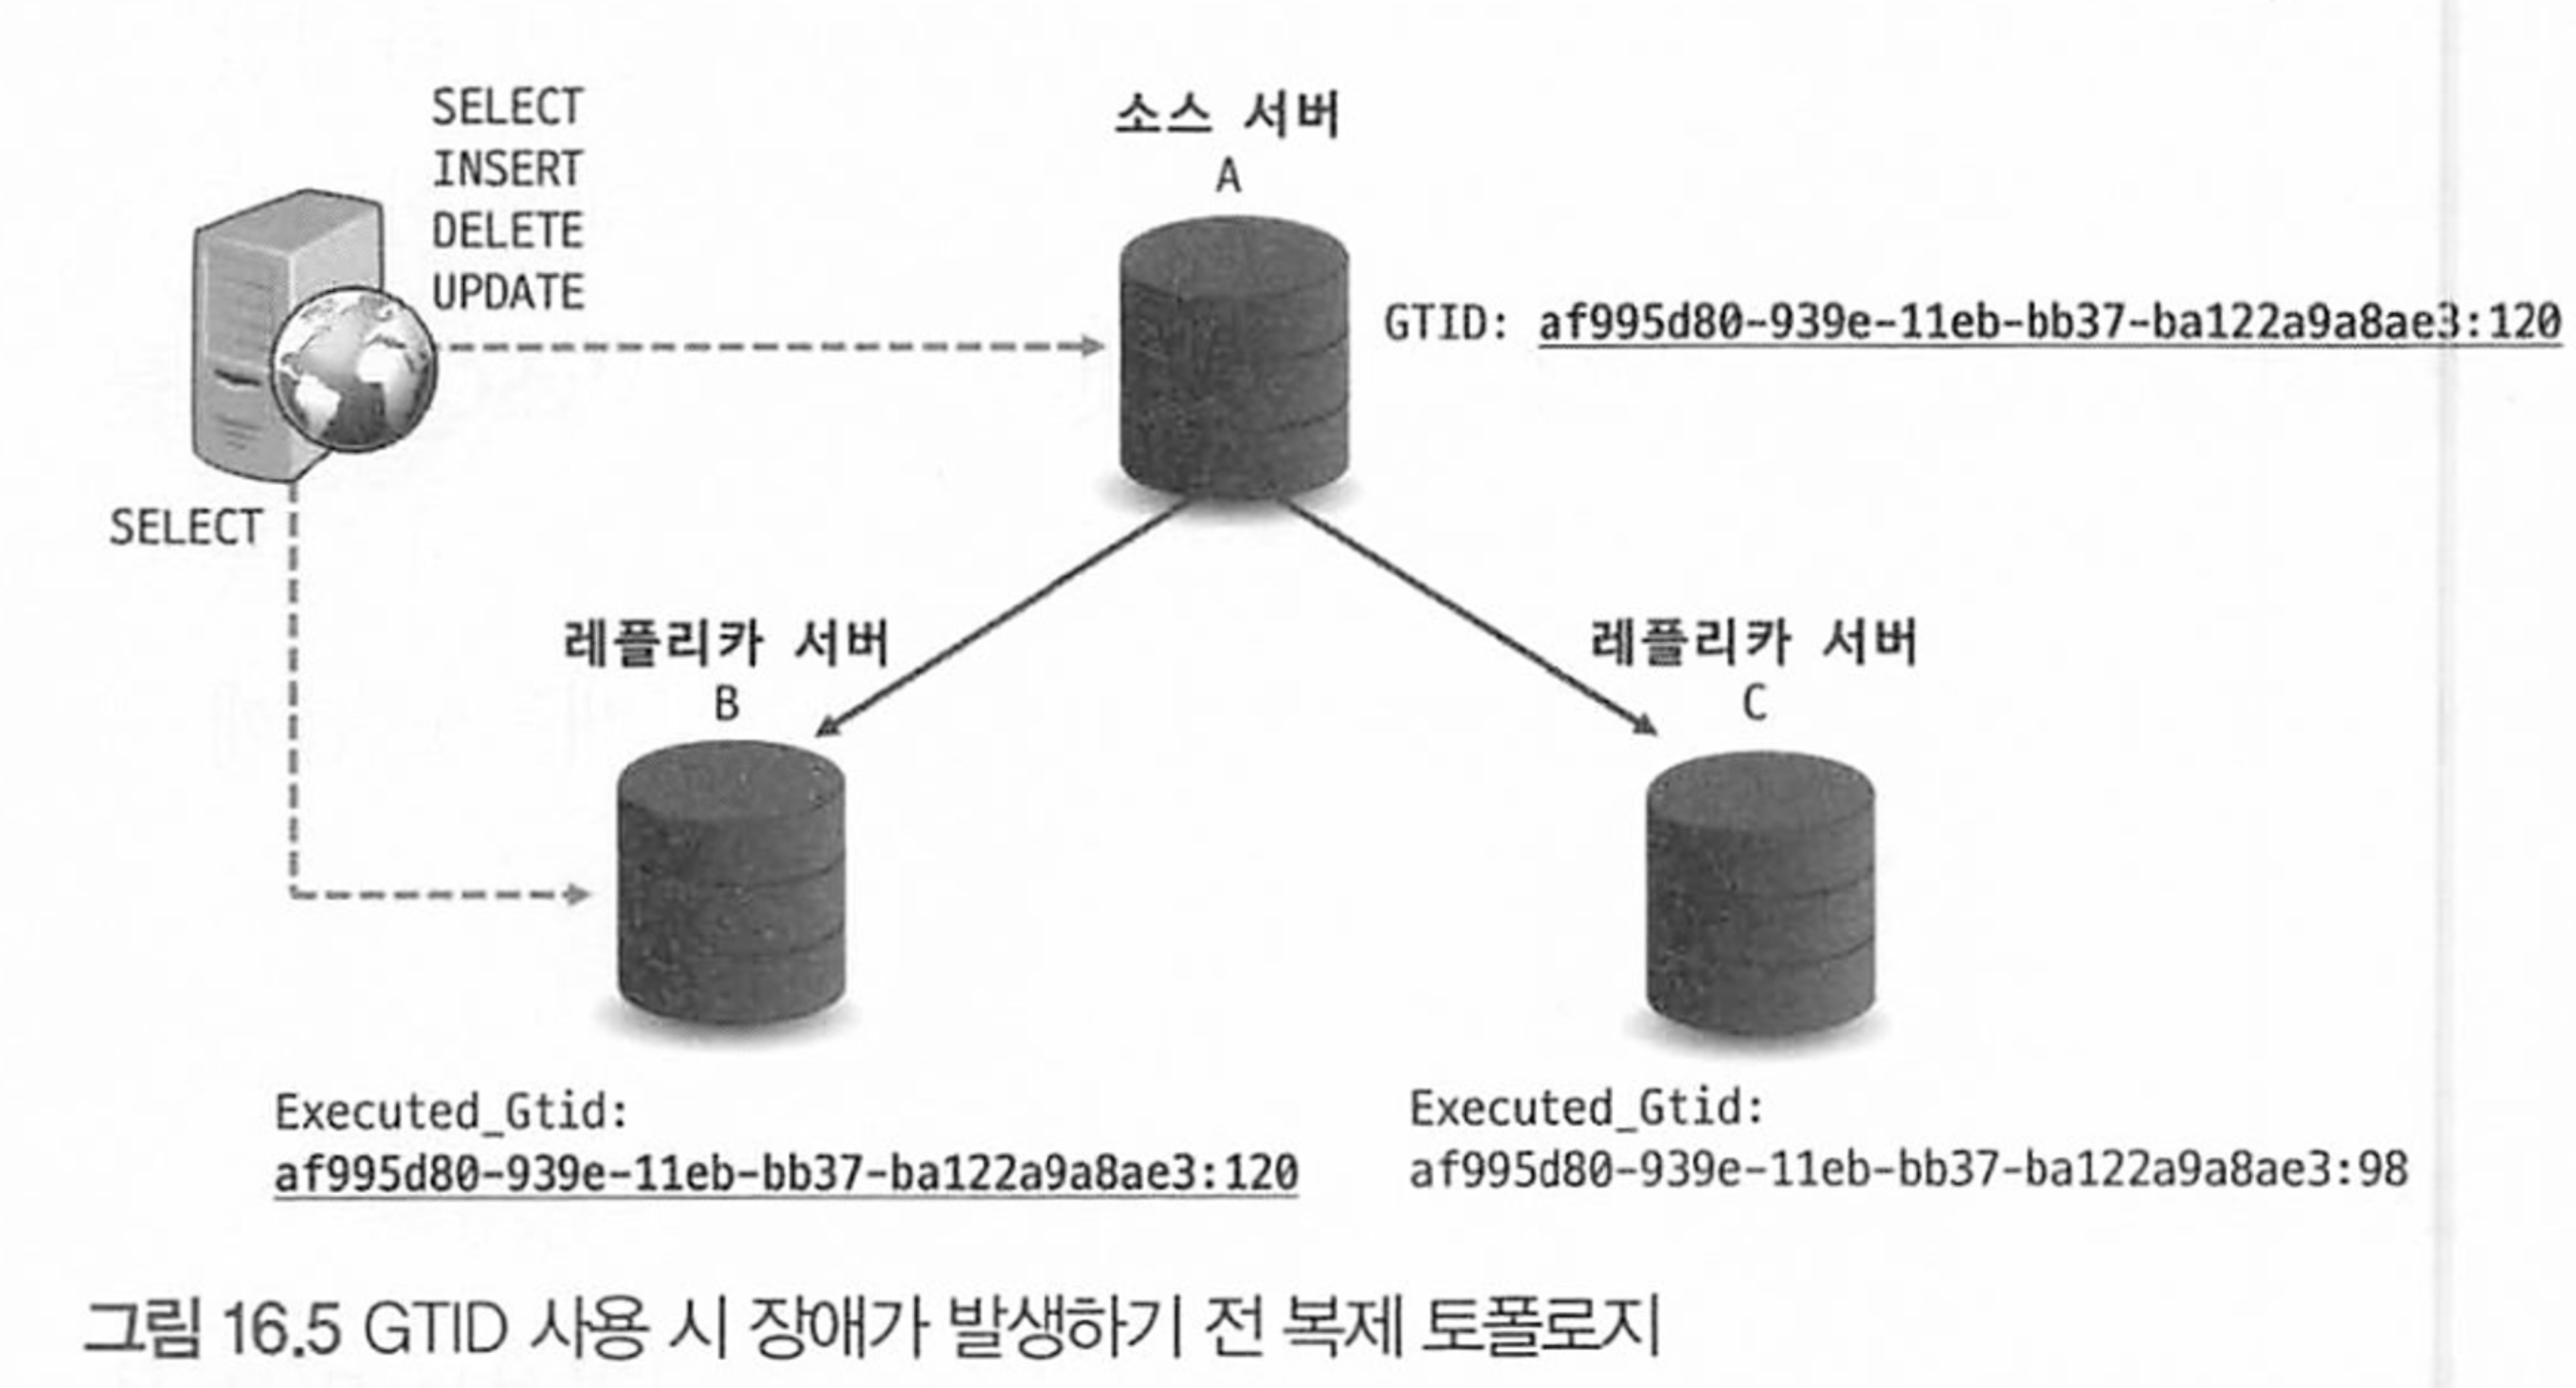 SELECT
INSERT
DELETE
UPDATE
소스 서버
A
GTID: af995d80-939e-11eb-bb37-ba122a9a8ae3:120
SELECT
레플리카 서버
B
레플리카 서버
C
Executed_Gtid:
af995d80-939e-11eb-bb37-ba122a9a8ae3:120
Executed_Gtid:
af995d80-939e-11eb-bb37-ba122a9a8ae3:98
그림 16.5 GTID 사용 시 장애가 발생하기 전 복제 토폴로지